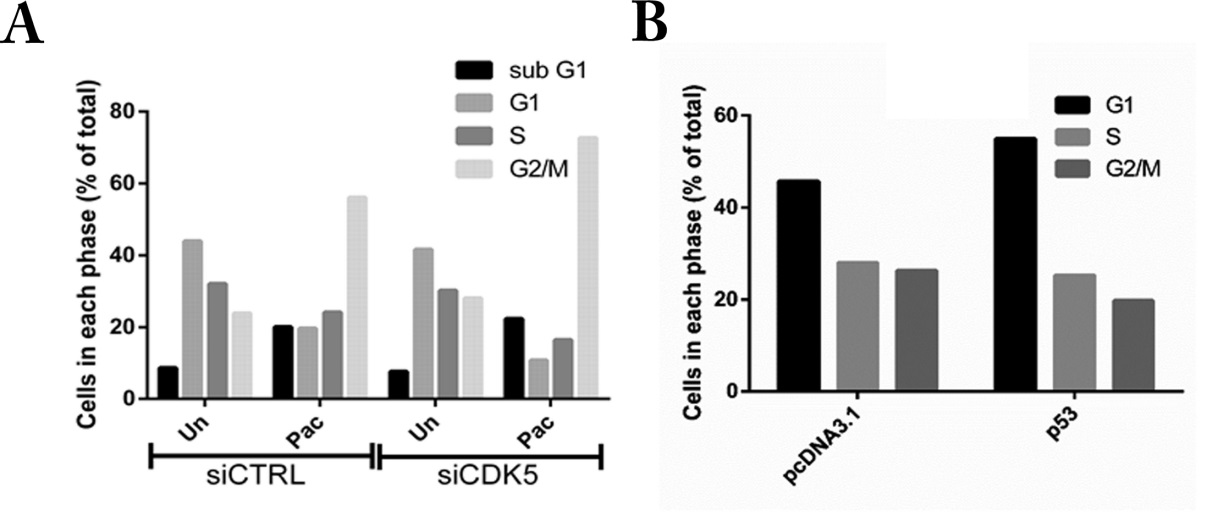 A
Cells in each phase (% of total)
80
60
40
20
0
sub G1
G1
S
G2/M
Un
Pac
Un
Pac
siCTRL
siCDK5
B
Cells in each phase (% of total)
60
40
20
0
G1
S
G2/M
pcDNA3.1
p53